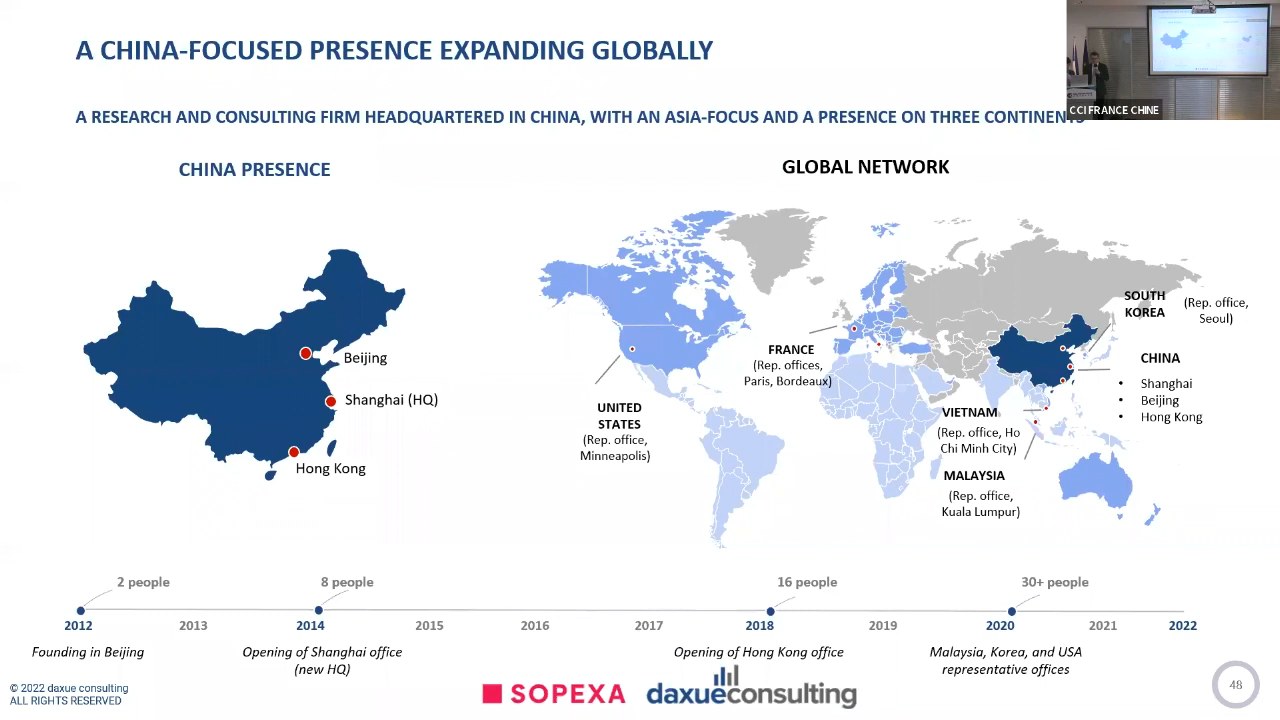 A CHINA-FOCUSED PRESENCE EXPANDING GLOBALLY
CCI FRANCE CHINE
A RESEARCH AND CONSULTING FIRM HEADQUARTERED IN CHINA, WITH AN ASIA-FOCUS AND A PRESENCE ON THREE CONTINENTS
CHINA PRESENCE
Beijing
Shanghai (HQ)
Hong Kong
GLOBAL NETWORK
SOUTH
KOREA
(Rep. office,
Seoul)
FRANCE
(Rep. offices,
Paris, Bordeaux)
CHINA
• Shanghai
• Beijing
• Hong Kong
UNITED
STATES
(Rep. office,
Minneapolis)
VIETNAM
(Rep. office, Ho
Chi Minh City)
MALAYSIA
(Rep. office,
Kuala Lumpur)
2 people
8 people
16 people
30+ people
2012
2013
2014
2015
2016
2017
2018
2019
2020
2021
2022
Founding in Beijing
Opening of Shanghai office
(new HQ)
Opening of Hong Kong office
Malaysia, Korea, and USA
representative offices
© 2022 daxue consulting
ALL RIGHTS RESERVED
SOPEXA
daxueconsulting
48